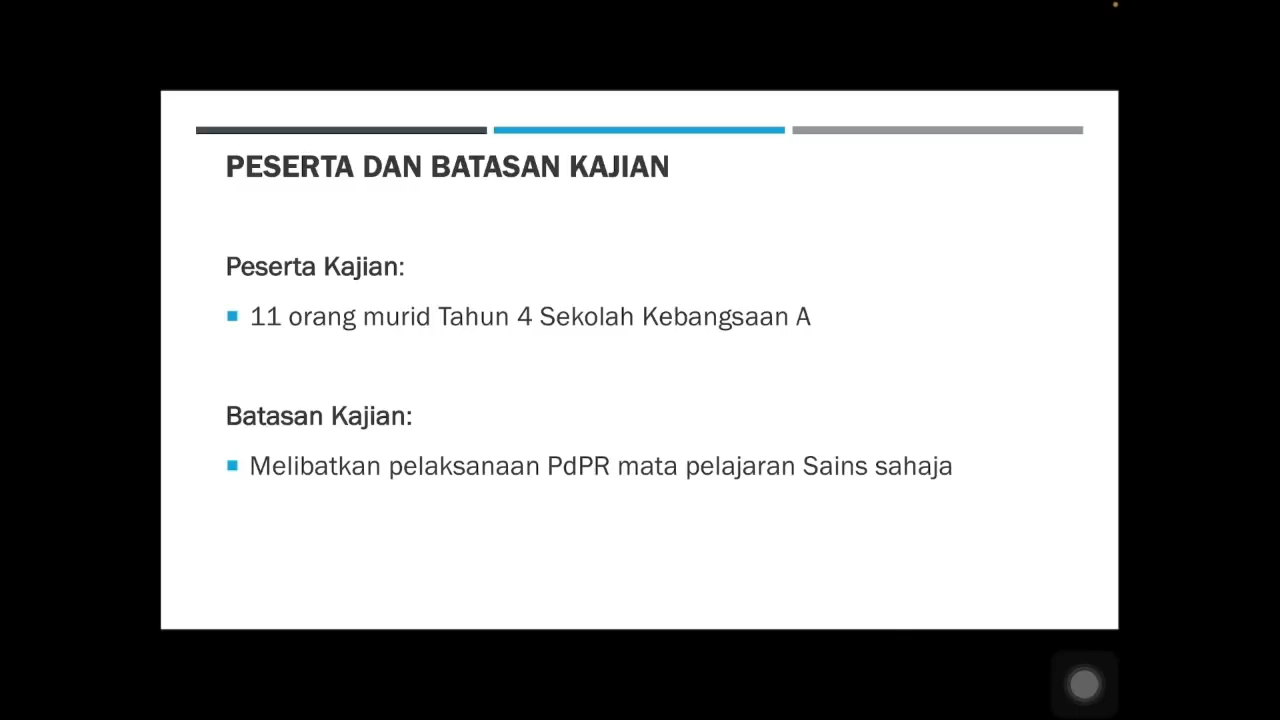 PESERTA DAN BATASAN KAJIAN
Peserta Kajian:
11 orang murid Tahun 4 Sekolah Kebangsaan A
Batasan Kajian:
Melibatkan pelaksanaan PdPR mata pelajaran Sains sahaja